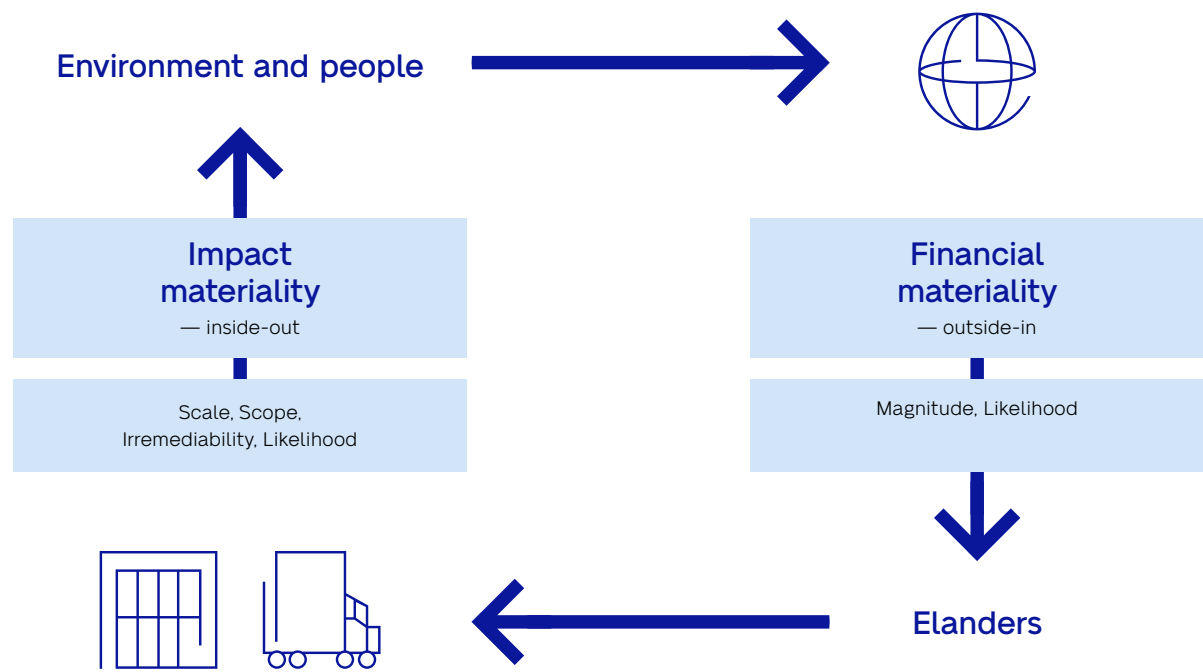 Environment and people
Impact
materiality
— inside-out
Scale, Scope,
Irremediability, Likelihood
Financial
materiality
— outside-in
Magnitude, Likelihood
Elanders